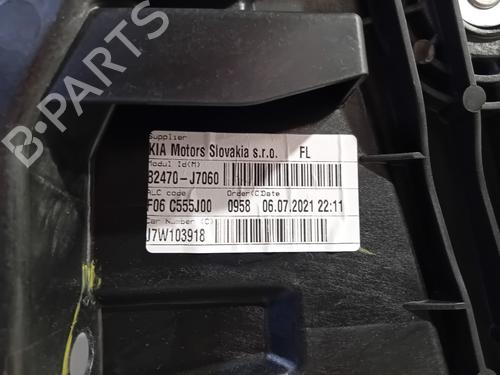 Supplier
KIA Motors Slovakia s.r.o. FL
Modul Id(M)
82470-J7060
ALC code Order(C)Date
F06 C555J00 0958 06.07.2021 22:11
Car Number (C)
J7W103918
B-PARTS